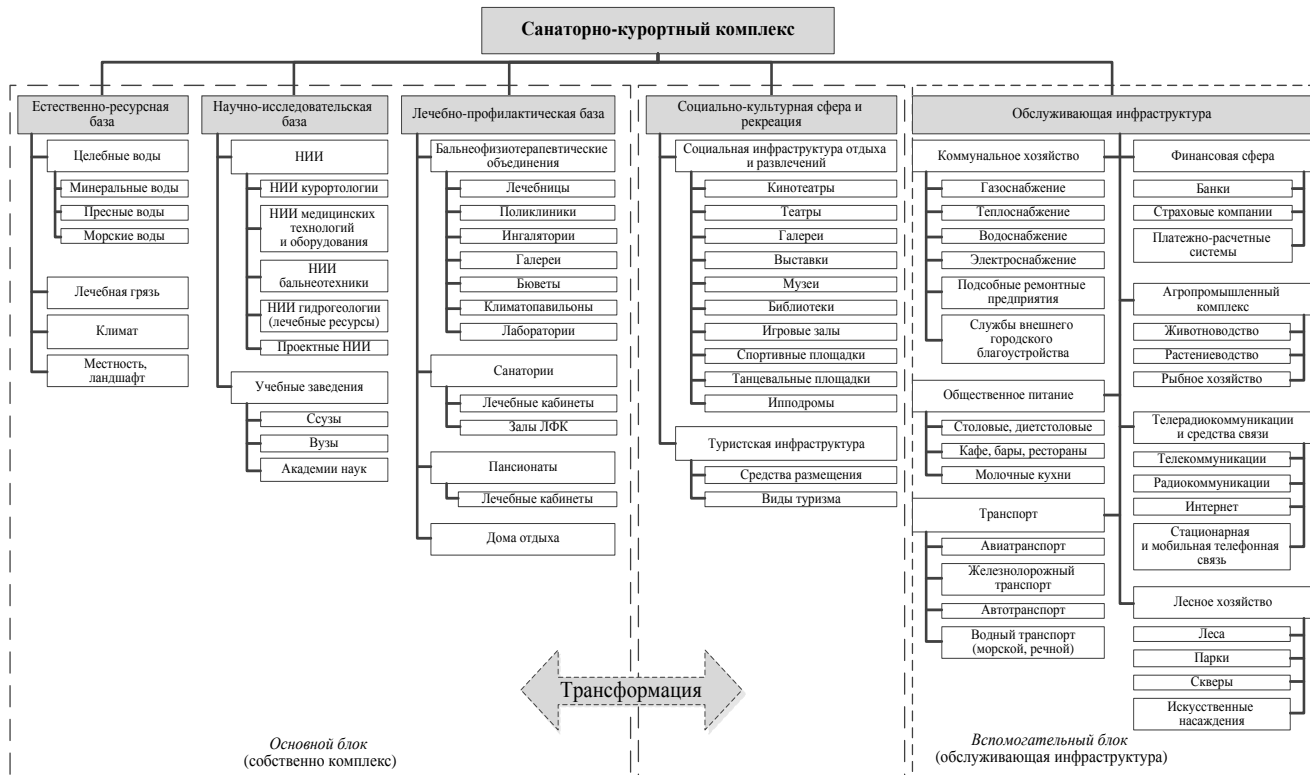 Санаторно-курортный комплекс
Естественно-ресурсная
база
Целебные воды
Минеральные воды
Пресные воды
Морские воды
Лечебная грязь
Климат
Местность,
ландшафт
Научно-исследовательская
база
НИИ
НИИ курортологии
НИИ медицинских
технологий
и оборудования
НИИ
бальнеотехники
НИИ гидрогеологии
(лечебные ресурсы)
Проектные НИИ
Учебные заведения
Ссузы
Вузы
Академии наук
Лечебно-профилактическая база
Бальнеофизиотерапевтические
объединения
Лечебницы
Поликлиники
Ингалятории
Галереи
Бюветы
Климатопавильоны
Лаборатории
Санатории
Лечебные кабинеты
Залы ЛФК
Пансионаты
Лечебные кабинеты
Дома отдыха
Социально-культурная сфера и
рекреация
Социальная инфраструктура отдыха
и развлечений
Кинотеатры
Театры
Галереи
Выставки
Музеи
Библиотеки
Игровые залы
Спортивные площадки
Танцевальные площадки
Ипподромы
Туристская инфраструктура
Средства размещения
Виды туризма
Обслуживающая инфраструктура
Коммунальное хозяйство
Газоснабжение
Теплоснабжение
Водоснабжение
Электроснабжение
Подсобные ремонтные
предприятия
Службы внешнего
городского
благоустройства
Общественное питание
Столовые, диетстоловые
Кафе, бары, рестораны
Молочные кухни
Транспорт
Авиатранспорт
Железнолорожный
транспорт
Автотранспорт
Водный транспорт
(морской, речной)
Финансовая сфера
Банки
Страховые компании
Платежно-расчетные
системы
Агропромышленный
комплекс
Животноводство
Растениеводство
Рыбное хозяйство
Телерадиокоммуникации
и средства связи
Телекоммуникации
Радиокоммуникации
Интернет
Стационарная
и мобильная телефонная
связь
Лесное хозяйство
Леса
Парки
Скверы
Искусственные
насаждения
Трансформация
Основной блок
(собственно комплекс)
Вспомогательный блок
(обслуживающая инфраструктура)